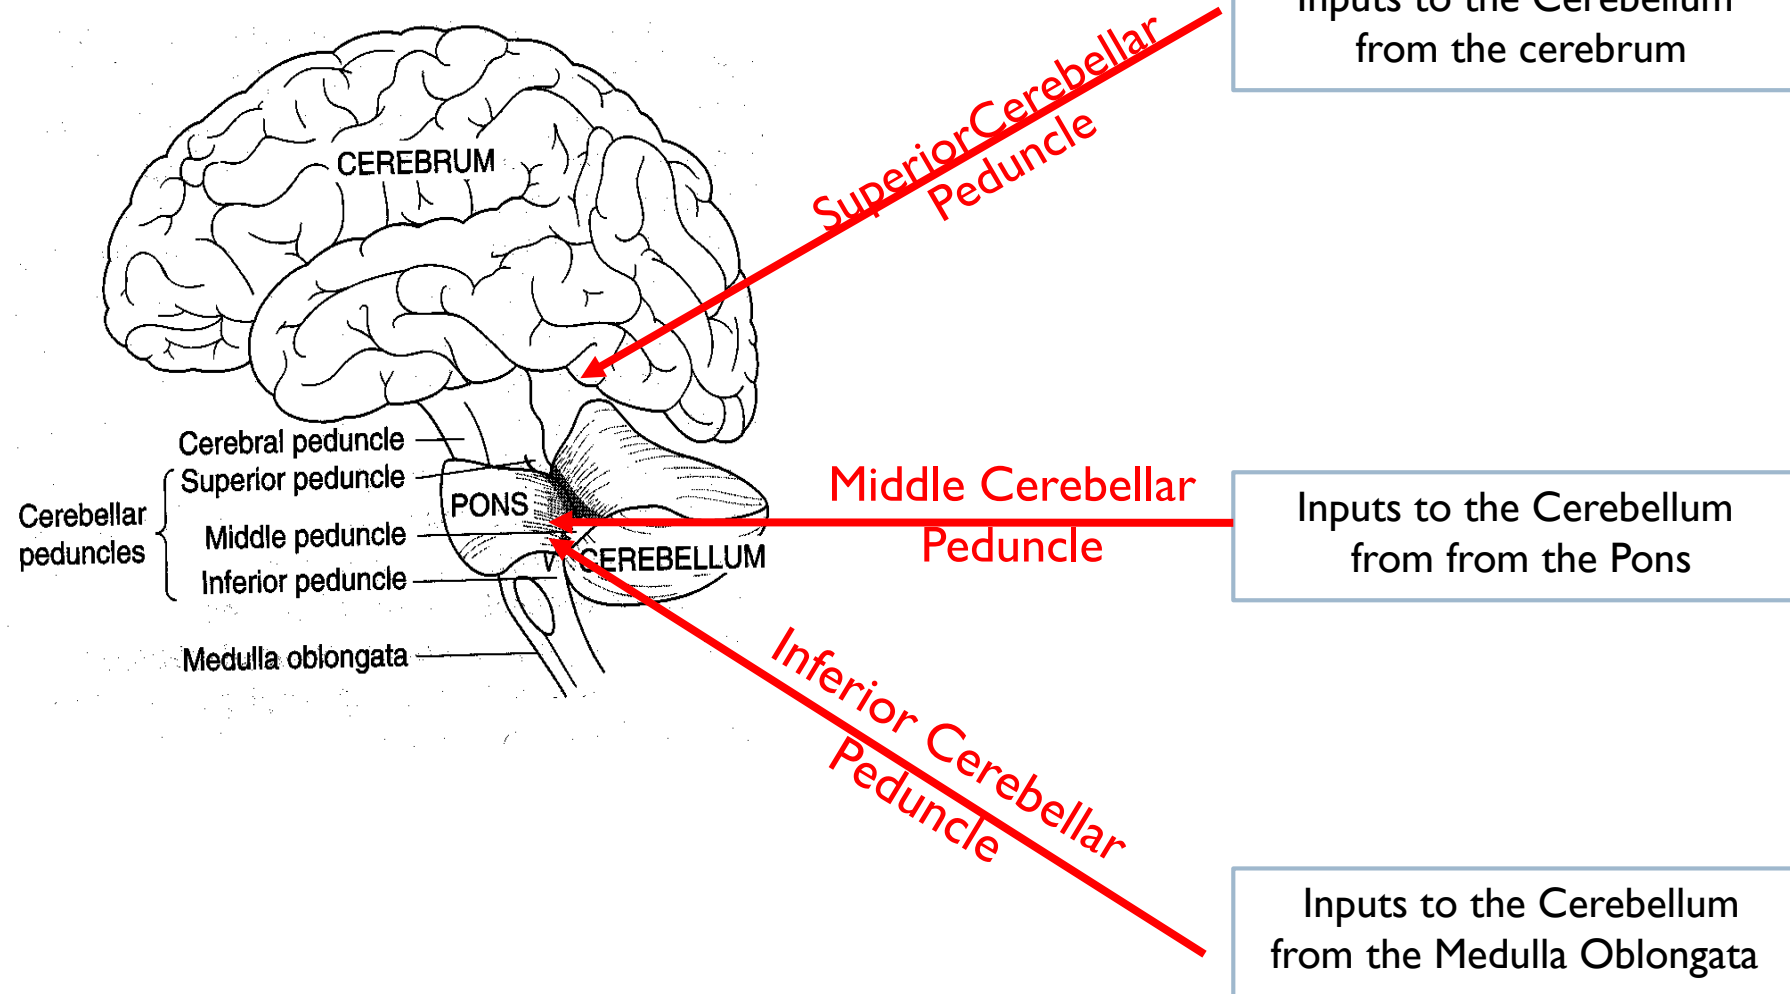 Inputs to the Cerebellum
from the cerebrum
SuperiorCerebellar
Peduncle
CEREBRUM
Cerebral peduncle
Superior peduncle
Cerebellar
peduncles
Middle peduncle
Inferior peduncle
Medulla oblongata
PONS
V
CEREBELLUM
Middle Cerebellar
Peduncle
Inputs to the Cerebellum
from from the Pons
Inferior Cerebellar
Peduncle
Inputs to the Cerebellum
from the Medulla Oblongata